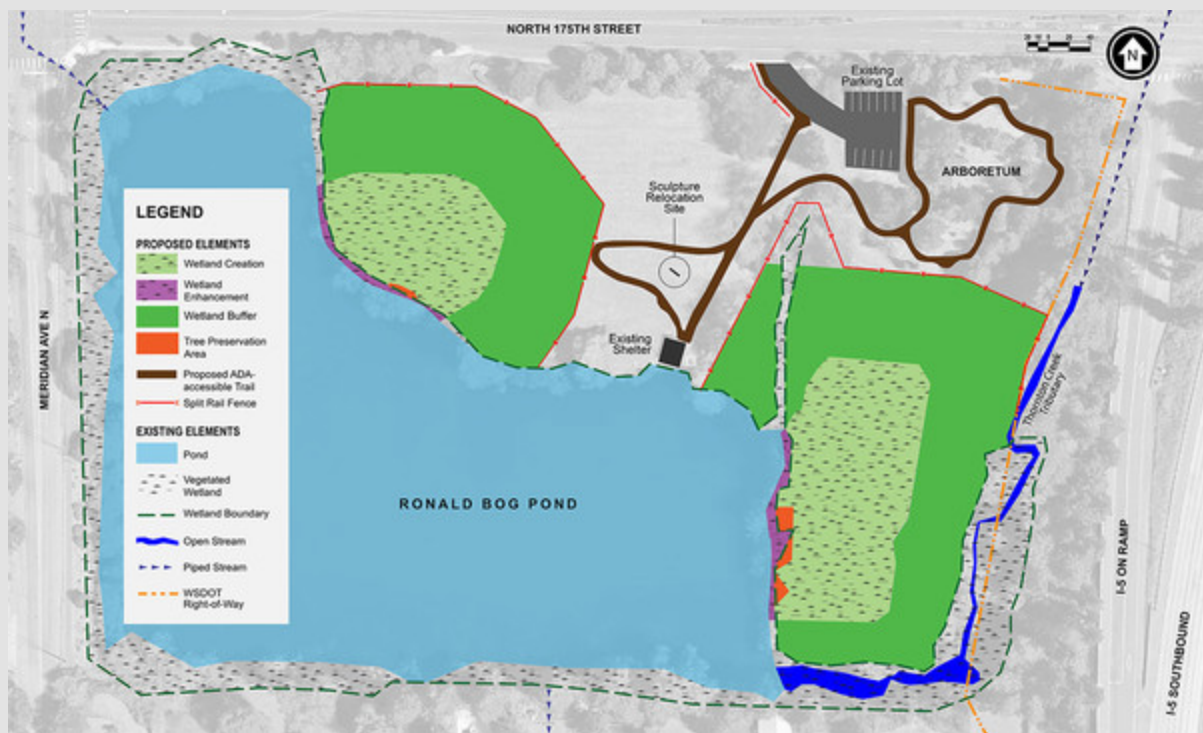 NORTH 175TH STREET
N
Existing
Parking Lot
ARBORETUM
Sculpture
Relocation
Site
Existing
Shelter
Thornton Creek
Tributary
MERIDIAN AVE N
RONALD BOG POND
I-5 ON RAMP
I-5 SOUTHBOUND
LEGEND
PROPOSED ELEMENTS
Wetland Creation
Wetland
Enhancement
Wetland Buffer
Tree Preservation
Area
Proposed ADA-
accessible Trail
Split Rail Fence
EXISTING ELEMENTS
Pond
Vegetated
Wetland
Wetland Boundary
Open Stream
Piped Stream
WSDOT
Right-of-Way